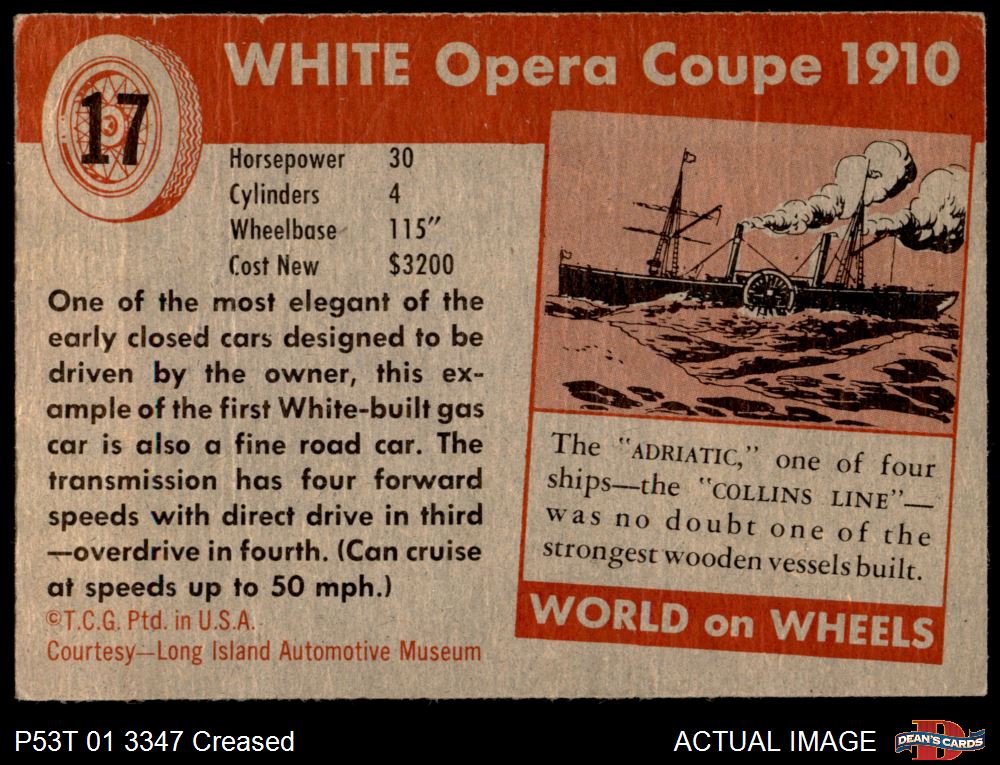 17
WHITE Opera Coupe 1910
Horsepower 30
Cylinders 4
Wheelbase 115"
Cost New $3200
One of the most elegant of the
early closed cars designed to be
driven by the owner, this ex-
ample of the first White-built gas
car is also a fine road car. The
transmission has four forward
speeds with direct drive in third
—overdrive in fourth. (Can cruise
at speeds up to 50 mph.)
©T.C.G. Ptd. in U.S.A.
Courtesy—Long Island Automotive Museum
The "ADRIATIC," one of four
ships—the "COLLINS LINE"—
was no doubt one of the
strongest wooden vessels built.
WORLD on WHEELS
P53T 01 3347 Creased
ACTUAL IMAGE
DEAN'S CARDS